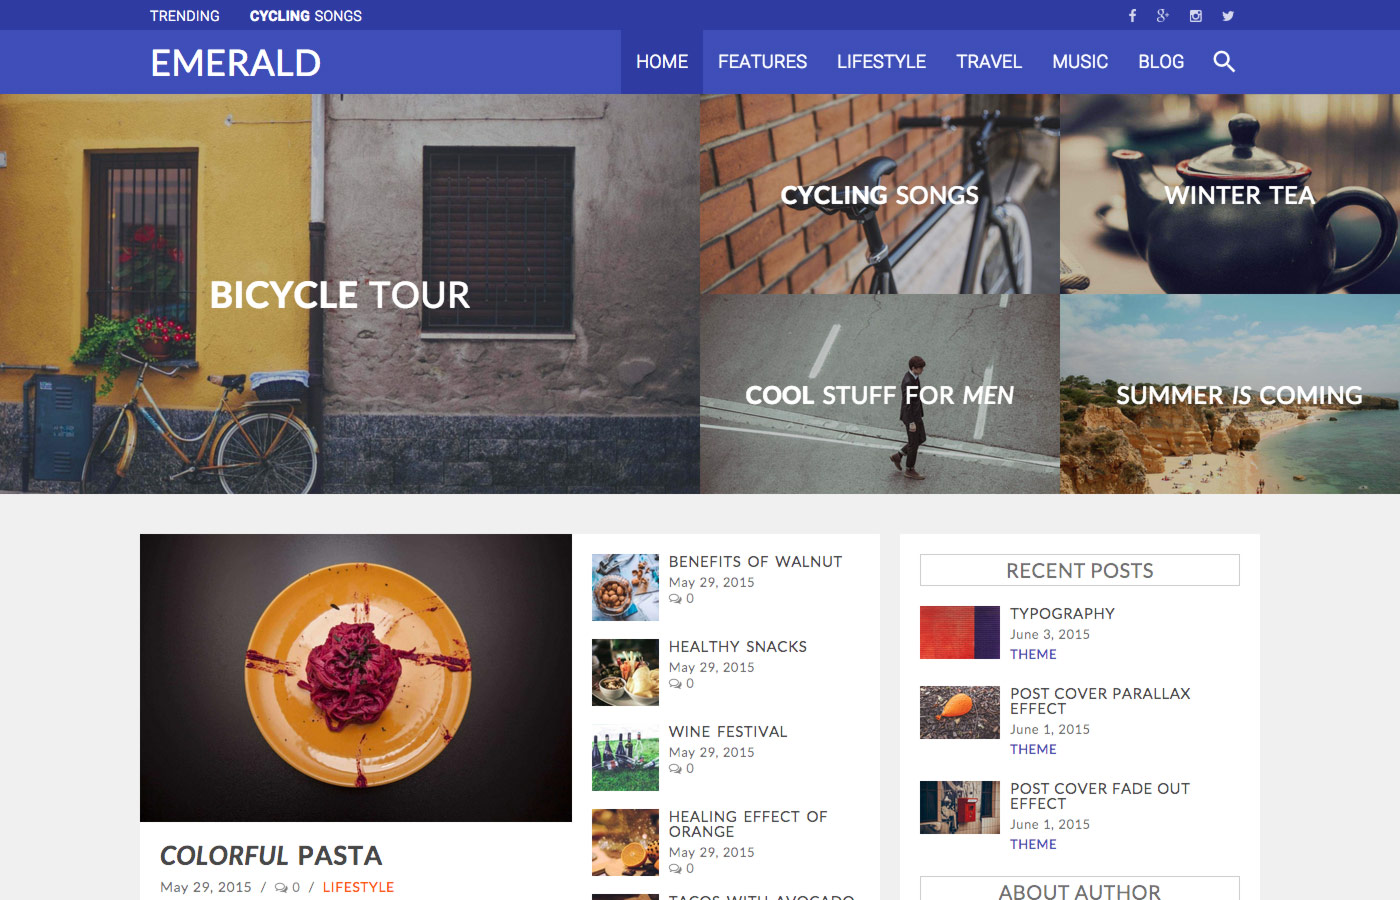 TRENDING
CYCLING SONGS
EMERALD
HOME
FEATURES
LIFESTYLE
TRAVEL
MUSIC
BLOG
BICYCLE TOUR
CYCLING SONGS
WINTER TEA
COOL STUFF FOR MEN
SUMMER IS COMING
COLORFUL PASTA
May 29, 2015 / 0 / LIFESTYLE
BENEFITS OF WALNUT
May 29, 2015
0
HEALTHY SNACKS
May 29, 2015
0
WINE FESTIVAL
May 29, 2015
0
HEALING EFFECT OF
ORANGE
May 29, 2015
0
TACOS WITH AVOCADO
RECENT POSTS
TYPOGRAPHY
June 3, 2015
THEME
POST COVER PARALLAX
EFFECT
June 1, 2015
THEME
POST COVER FADE OUT
EFFECT
June 1, 2015
THEME
ABOUT AUTHOR